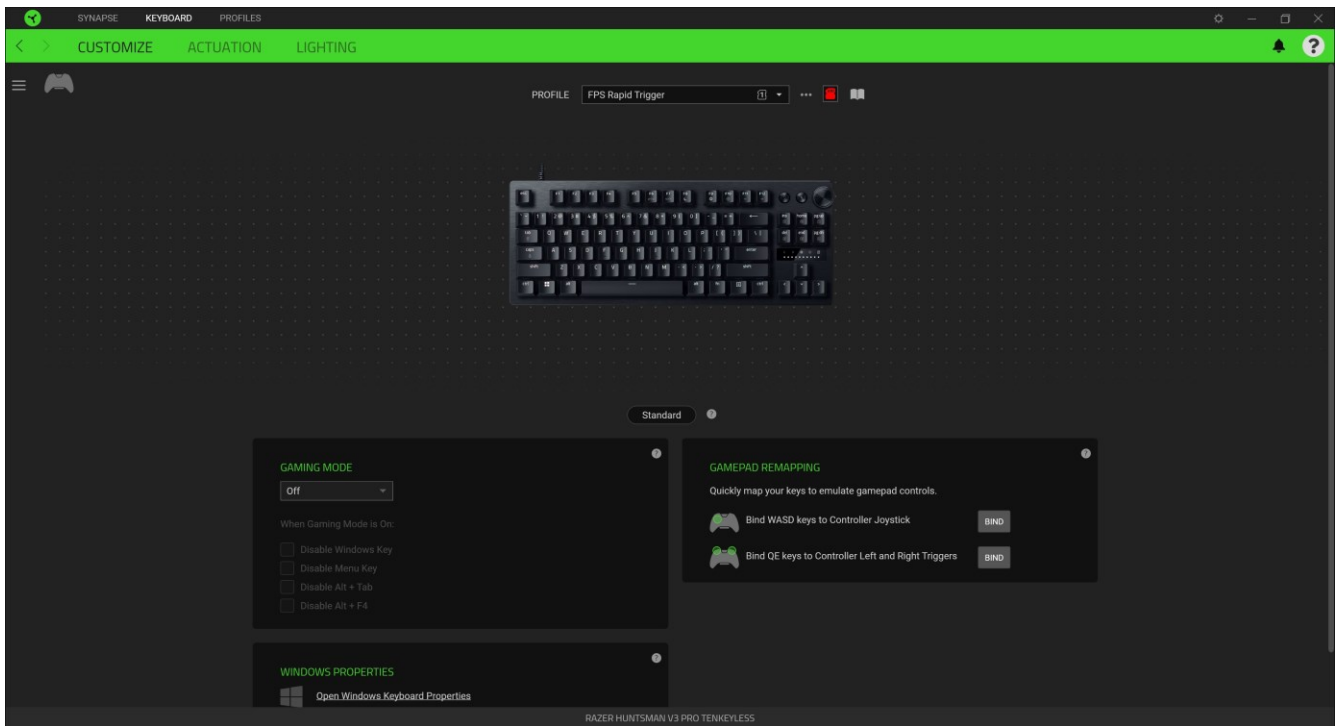 SYNAPSE KEYBOARD PROFILES
CUSTOMIZE ACTUATION LIGHTING
PROFILE FPS Rapid Trigger 1
Standard
GAMING MODE
Off
When Gaming Mode is On:
Disable Windows Key
Disable Menu Key
Disable Alt + Tab
Disable Alt + F4
GAMEPAD REMAPPING
Quickly map your keys to emulate gamepad controls.
Bind WASD keys to Controller Joystick BIND
Bind QE keys to Controller Left and Right Triggers BIND
WINDOWS PROPERTIES
Open Windows Keyboard Properties
RAZER HUNTSMAN V3 PRO TENKEYLESS